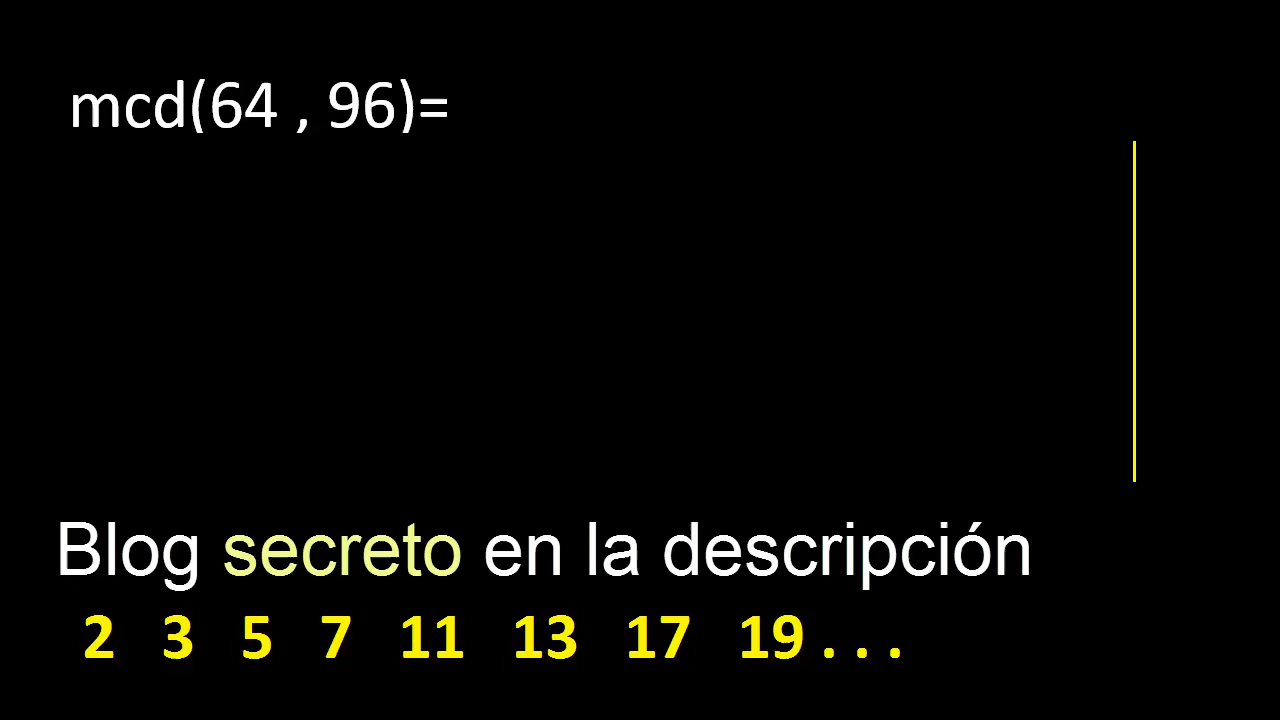 mcd(64 , 96)=
Blog secreto en la descripción
2 3 5 7 11 13 17 19 . . .